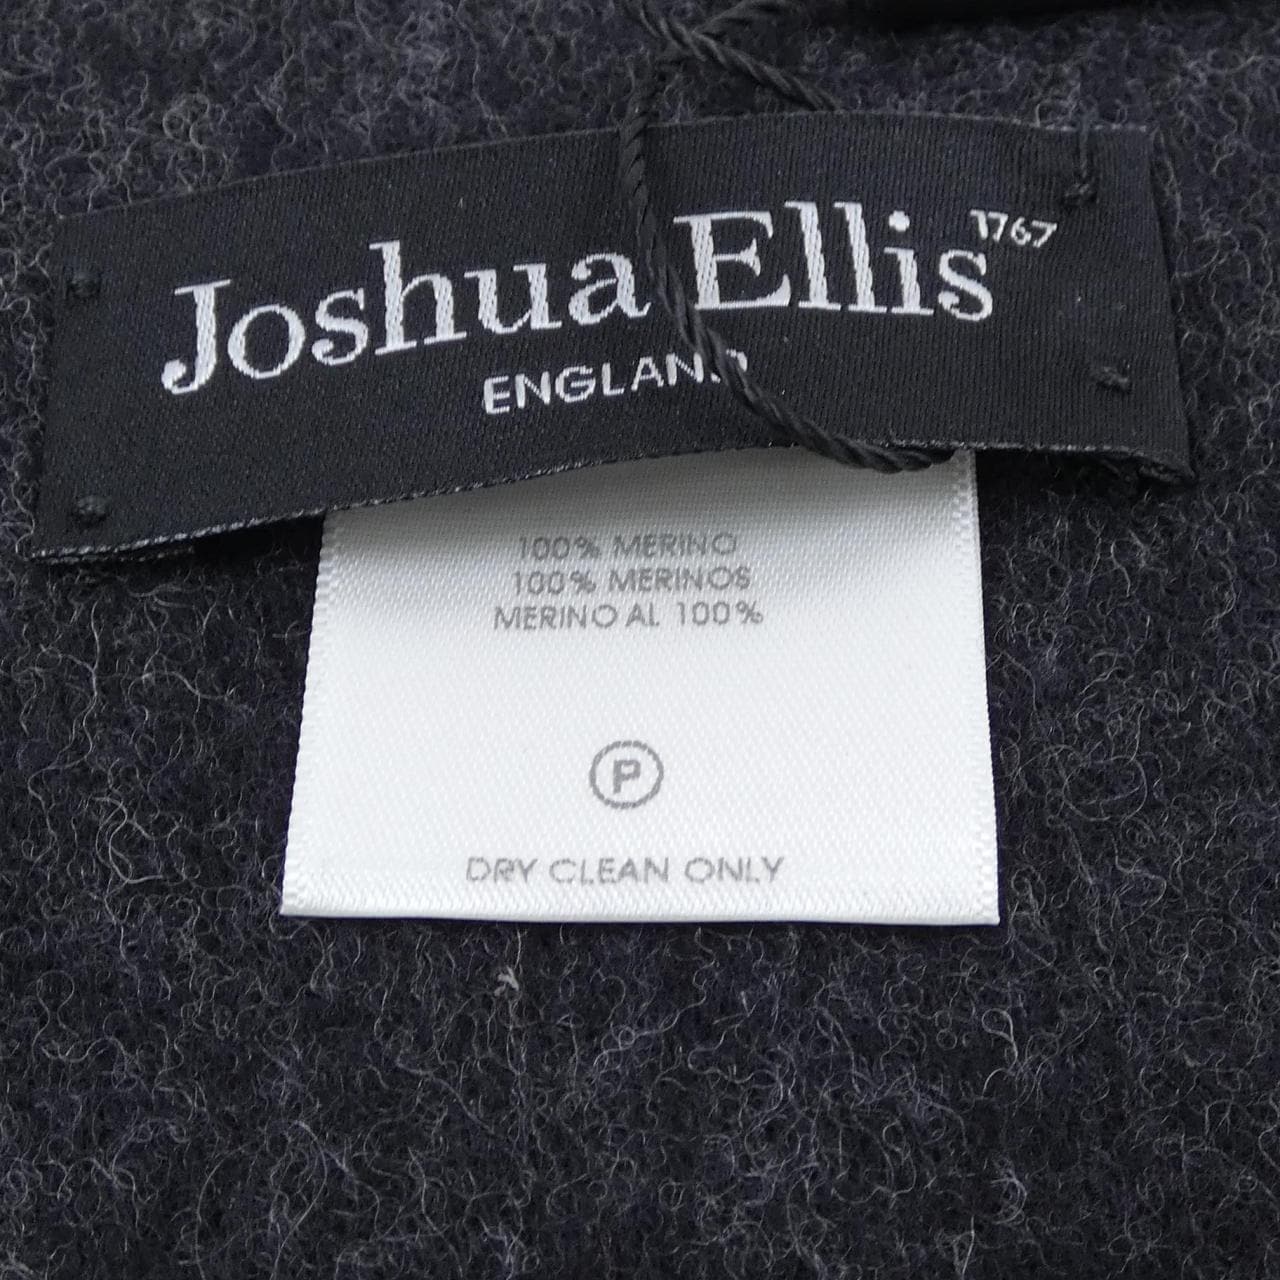 Joshua Ellis 1767
ENGLAND
100% MERINO
100% MERINOS
MERINO AL 100%
P
DRY CLEAN ONLY